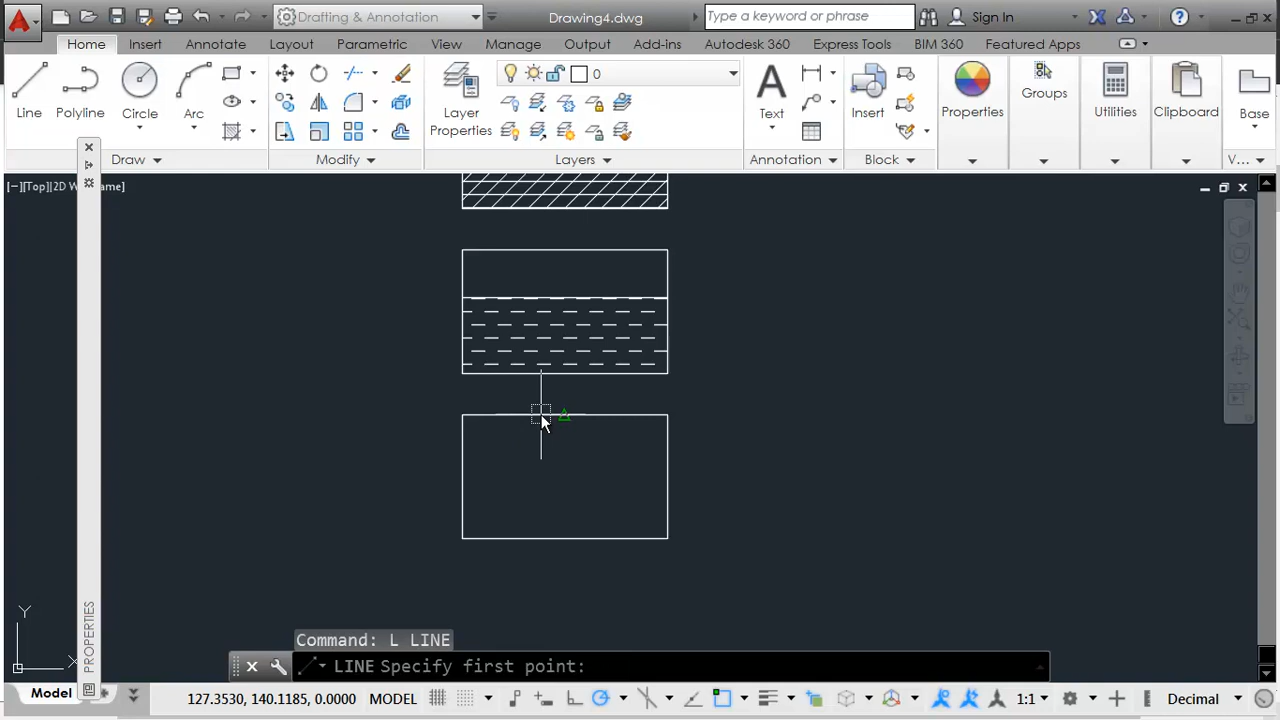 Drafting & Annotation
Drawing4.dwg
Type a keyword or phrase
Sign In
Home Insert Annotate Layout Parametric View Manage Output Add-ins Autodesk 360 Express Tools BIM 360 Featured Apps
0
Line Polyline Circle Arc
Layer Properties
Text
Insert
Properties
Groups
Utilities
Clipboard
Base
Draw Modify Layers Annotation Block V...
[−][Top][2D W ame]
PROPERTIES
Y
X
Command: L LINE
LINE Specify first point:
Model
127.3530, 140.1185, 0.0000 MODEL 1:1 Decimal